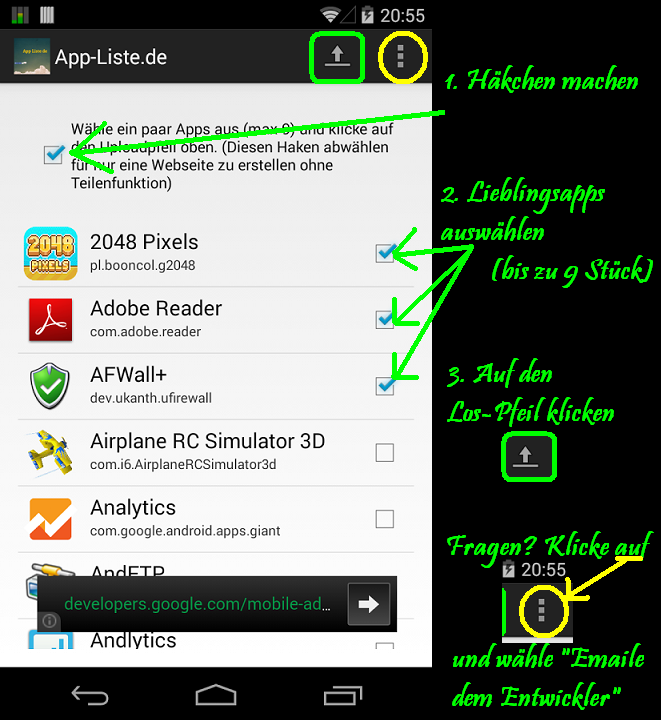 20:55
App-Liste.de
1. Häkchen machen
Wähle ein paar Apps aus (max 9) und klicke auf
den Uploadpfeil oben. (Diesen Haken abwählen
für nur eine Webseite zu erstellen ohne
Teilenfunktion)
2. Lieblingsapps
auswählen
(bis zu 9 Stück)
2048 Pixels
pl.booncol.g2048
Adobe Reader
com.adobe.reader
AFWall+
dev.ukanth.ufirewall
3. Auf den
Los-Pfeil klicken
Airplane RC Simulator 3D
com.i6.AirplaneRCSimulator3d
Analytics
com.google.android.apps.giant
AndFTP
developers.google.com/mobile-ad...
Andlytics
Fragen? Klicke auf
20:55
und wähle "Emaile
dem Entwickler"